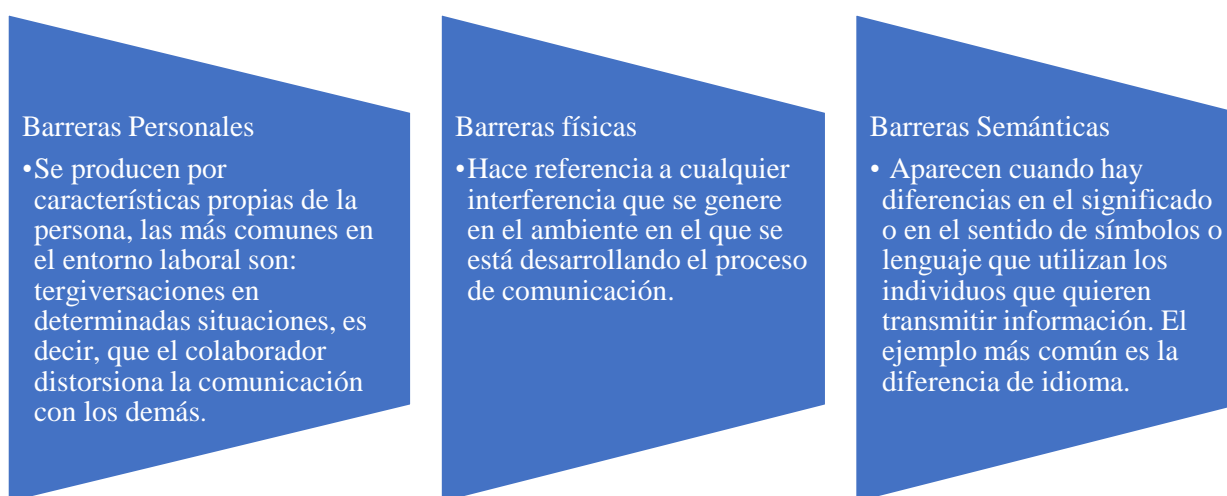 Barreras Personales
•Se producen por
características propias de la
persona, las más comunes en
el entorno laboral son:
tergiversaciones en
determinadas situaciones, es
decir, que el colaborador
distorsiona la comunicación
con los demás.
Barreras físicas
•Hace referencia a cualquier
interferencia que se genere
en el ambiente en el que se
está desarrollando el proceso
de comunicación.
Barreras Semánticas
• Aparecen cuando hay
diferencias en el significado
o en el sentido de símbolos o
lenguaje que utilizan los
individuos que quieren
transmitir información. El
ejemplo más común es la
diferencia de idioma.